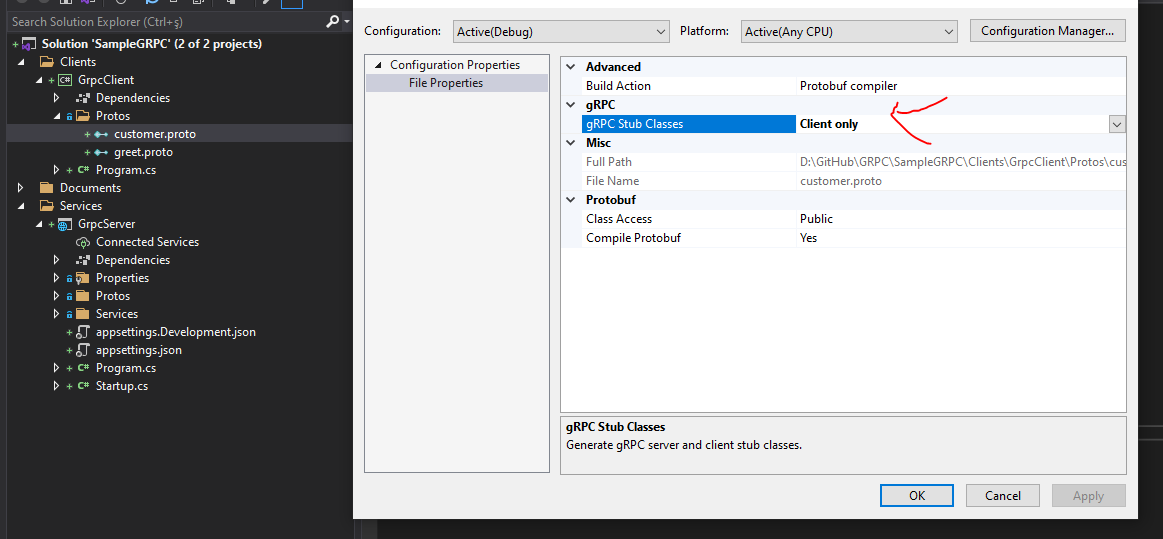 Search Solution Explorer (Ctrl+ş)
Solution 'SampleGRPC' (2 of 2 projects)
Clients
GrpcClient
Dependencies
Protos
customer.proto
greet.proto
Program.cs
Documents
Services
GrpcServer
Connected Services
Dependencies
Properties
Protos
Services
appsettings.Development.json
appsettings.json
Program.cs
Startup.cs
Configuration: Active(Debug) Platform: Active(Any CPU) Configuration Manager...
Configuration Properties
File Properties
Advanced
Build Action Protobuf compiler
gRPC
gRPC Stub Classes Client only
Misc
Full Path D:\GitHub\GRPC\SampleGRPC\Clients\GrpcClient\Protos\cus
File Name customer.proto
Protobuf
Class Access Public
Compile Protobuf Yes
gRPC Stub Classes
Generate gRPC server and client stub classes.
OK Cancel Apply